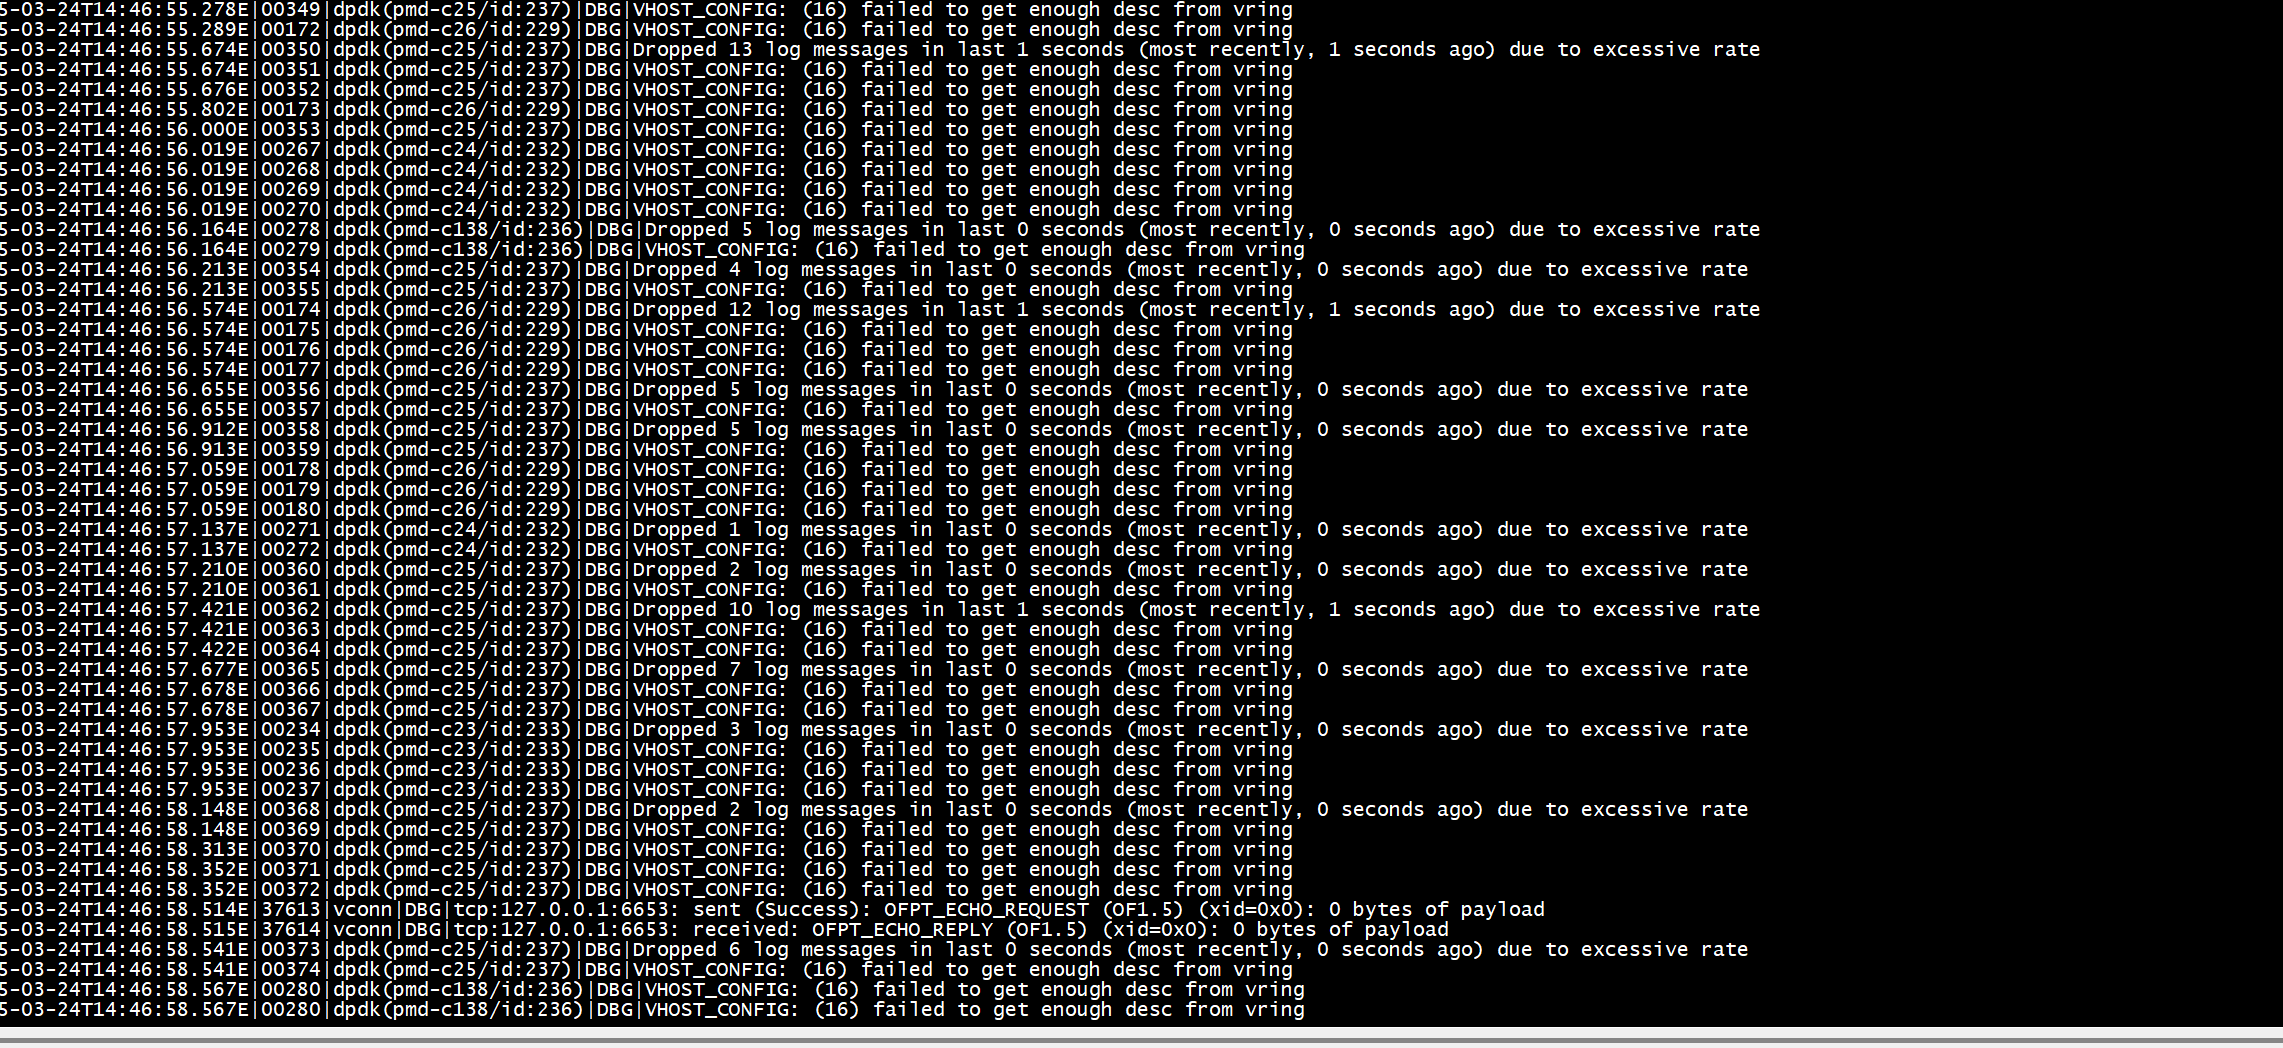 5-03-24T14:46:55.278E|00349|dpdk(pmd-c25/id:237)|DBG|VHOST_CONFIG: (16) failed to get enough desc from vring
5-03-24T14:46:55.289E|00172|dpdk(pmd-c26/id:229)|DBG|VHOST_CONFIG: (16) failed to get enough desc from vring
5-03-24T14:46:55.674E|00350|dpdk(pmd-c25/id:237)|DBG|Dropped 13 log messages in last 1 seconds (most recently, 1 seconds ago) due to excessive rate
5-03-24T14:46:55.674E|00351|dpdk(pmd-c25/id:237)|DBG|VHOST_CONFIG: (16) failed to get enough desc from vring
5-03-24T14:46:55.676E|00352|dpdk(pmd-c25/id:237)|DBG|VHOST_CONFIG: (16) failed to get enough desc from vring
5-03-24T14:46:55.802E|00173|dpdk(pmd-c26/id:229)|DBG|VHOST_CONFIG: (16) failed to get enough desc from vring
5-03-24T14:46:56.000E|00353|dpdk(pmd-c25/id:237)|DBG|VHOST_CONFIG: (16) failed to get enough desc from vring
5-03-24T14:46:56.019E|00267|dpdk(pmd-c24/id:232)|DBG|VHOST_CONFIG: (16) failed to get enough desc from vring
5-03-24T14:46:56.019E|00268|dpdk(pmd-c24/id:232)|DBG|VHOST_CONFIG: (16) failed to get enough desc from vring
5-03-24T14:46:56.019E|00269|dpdk(pmd-c24/id:232)|DBG|VHOST_CONFIG: (16) failed to get enough desc from vring
5-03-24T14:46:56.019E|00270|dpdk(pmd-c24/id:232)|DBG|VHOST_CONFIG: (16) failed to get enough desc from vring
5-03-24T14:46:56.164E|00278|dpdk(pmd-c138/id:236)|DBG|Dropped 5 log messages in last 0 seconds (most recently, 0 seconds ago) due to excessive rate
5-03-24T14:46:56.164E|00279|dpdk(pmd-c138/id:236)|DBG|VHOST_CONFIG: (16) failed to get enough desc from vring
5-03-24T14:46:56.213E|00354|dpdk(pmd-c25/id:237)|DBG|Dropped 4 log messages in last 0 seconds (most recently, 0 seconds ago) due to excessive rate
5-03-24T14:46:56.213E|00355|dpdk(pmd-c25/id:237)|DBG|VHOST_CONFIG: (16) failed to get enough desc from vring
5-03-24T14:46:56.574E|00174|dpdk(pmd-c26/id:229)|DBG|Dropped 12 log messages in last 1 seconds (most recently, 1 seconds ago) due to excessive rate
5-03-24T14:46:56.574E|00175|dpdk(pmd-c26/id:229)|DBG|VHOST_CONFIG: (16) failed to get enough desc from vring
5-03-24T14:46:56.574E|00176|dpdk(pmd-c26/id:229)|DBG|VHOST_CONFIG: (16) failed to get enough desc from vring
5-03-24T14:46:56.574E|00177|dpdk(pmd-c26/id:229)|DBG|VHOST_CONFIG: (16) failed to get enough desc from vring
5-03-24T14:46:56.655E|00356|dpdk(pmd-c25/id:237)|DBG|Dropped 5 log messages in last 0 seconds (most recently, 0 seconds ago) due to excessive rate
5-03-24T14:46:56.655E|00357|dpdk(pmd-c25/id:237)|DBG|VHOST_CONFIG: (16) failed to get enough desc from vring
5-03-24T14:46:56.912E|00358|dpdk(pmd-c25/id:237)|DBG|Dropped 5 log messages in last 0 seconds (most recently, 0 seconds ago) due to excessive rate
5-03-24T14:46:56.913E|00359|dpdk(pmd-c25/id:237)|DBG|VHOST_CONFIG: (16) failed to get enough desc from vring
5-03-24T14:46:57.059E|00178|dpdk(pmd-c26/id:229)|DBG|VHOST_CONFIG: (16) failed to get enough desc from vring
5-03-24T14:46:57.059E|00179|dpdk(pmd-c26/id:229)|DBG|VHOST_CONFIG: (16) failed to get enough desc from vring
5-03-24T14:46:57.059E|00180|dpdk(pmd-c26/id:229)|DBG|VHOST_CONFIG: (16) failed to get enough desc from vring
5-03-24T14:46:57.137E|00271|dpdk(pmd-c24/id:232)|DBG|Dropped 1 log messages in last 0 seconds (most recently, 0 seconds ago) due to excessive rate
5-03-24T14:46:57.137E|00272|dpdk(pmd-c24/id:232)|DBG|VHOST_CONFIG: (16) failed to get enough desc from vring
5-03-24T14:46:57.210E|00360|dpdk(pmd-c25/id:237)|DBG|Dropped 2 log messages in last 0 seconds (most recently, 0 seconds ago) due to excessive rate
5-03-24T14:46:57.210E|00361|dpdk(pmd-c25/id:237)|DBG|VHOST_CONFIG: (16) failed to get enough desc from vring
5-03-24T14:46:57.421E|00362|dpdk(pmd-c25/id:237)|DBG|Dropped 10 log messages in last 1 seconds (most recently, 1 seconds ago) due to excessive rate
5-03-24T14:46:57.421E|00363|dpdk(pmd-c25/id:237)|DBG|VHOST_CONFIG: (16) failed to get enough desc from vring
5-03-24T14:46:57.422E|00364|dpdk(pmd-c25/id:237)|DBG|VHOST_CONFIG: (16) failed to get enough desc from vring
5-03-24T14:46:57.677E|00365|dpdk(pmd-c25/id:237)|DBG|Dropped 7 log messages in last 0 seconds (most recently, 0 seconds ago) due to excessive rate
5-03-24T14:46:57.678E|00366|dpdk(pmd-c25/id:237)|DBG|VHOST_CONFIG: (16) failed to get enough desc from vring
5-03-24T14:46:57.678E|00367|dpdk(pmd-c25/id:237)|DBG|VHOST_CONFIG: (16) failed to get enough desc from vring
5-03-24T14:46:57.953E|00234|dpdk(pmd-c23/id:233)|DBG|Dropped 3 log messages in last 0 seconds (most recently, 0 seconds ago) due to excessive rate
5-03-24T14:46:57.953E|00235|dpdk(pmd-c23/id:233)|DBG|VHOST_CONFIG: (16) failed to get enough desc from vring
5-03-24T14:46:57.953E|00236|dpdk(pmd-c23/id:233)|DBG|VHOST_CONFIG: (16) failed to get enough desc from vring
5-03-24T14:46:57.953E|00237|dpdk(pmd-c23/id:233)|DBG|VHOST_CONFIG: (16) failed to get enough desc from vring
5-03-24T14:46:58.148E|00368|dpdk(pmd-c25/id:237)|DBG|Dropped 2 log messages in last 0 seconds (most recently, 0 seconds ago) due to excessive rate
5-03-24T14:46:58.148E|00369|dpdk(pmd-c25/id:237)|DBG|VHOST_CONFIG: (16) failed to get enough desc from vring
5-03-24T14:46:58.313E|00370|dpdk(pmd-c25/id:237)|DBG|VHOST_CONFIG: (16) failed to get enough desc from vring
5-03-24T14:46:58.352E|00371|dpdk(pmd-c25/id:237)|DBG|VHOST_CONFIG: (16) failed to get enough desc from vring
5-03-24T14:46:58.352E|00372|dpdk(pmd-c25/id:237)|DBG|VHOST_CONFIG: (16) failed to get enough desc from vring
5-03-24T14:46:58.514E|37613|vconn|DBG|tcp:127.0.0.1:6653: sent (Success): OFPT_ECHO_REQUEST (OF1.5) (xid=0x0): 0 bytes of payload
5-03-24T14:46:58.515E|37614|vconn|DBG|tcp:127.0.0.1:6653: received: OFPT_ECHO_REPLY (OF1.5) (xid=0x0): 0 bytes of payload
5-03-24T14:46:58.541E|00373|dpdk(pmd-c25/id:237)|DBG|Dropped 6 log messages in last 0 seconds (most recently, 0 seconds ago) due to excessive rate
5-03-24T14:46:58.541E|00374|dpdk(pmd-c25/id:237)|DBG|VHOST_CONFIG: (16) failed to get enough desc from vring
5-03-24T14:46:58.567E|00280|dpdk(pmd-c138/id:236)|DBG|VHOST_CONFIG: (16) failed to get enough desc from vring
5-03-24T14:46:58.567E|00280|dpdk(pmd-c138/id:236)|DBG|VHOST_CONFIG: (16) failed to get enough desc from vring